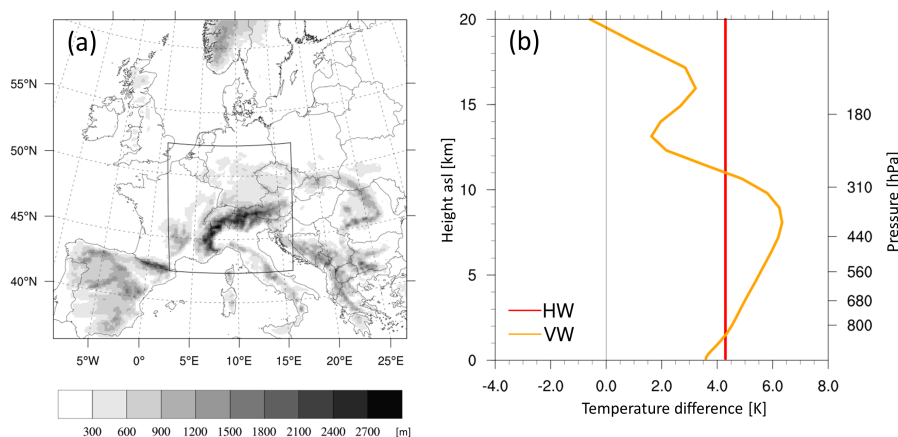 (a)
55°N
50°N
45°N
40°N
5°W 0° 5°E 10°E 15°E 20°E 25°E
300 600 900 1200 1500 1800 2100 2400 2700 [m]
(b)
20
15
10
5
0
Height asl [km]
HW
VW
-4.0 -2.0 0.0 2.0 4.0 6.0 8.0
Temperature difference [K]
180
310
440
560
680
800
Pressure [hPa]